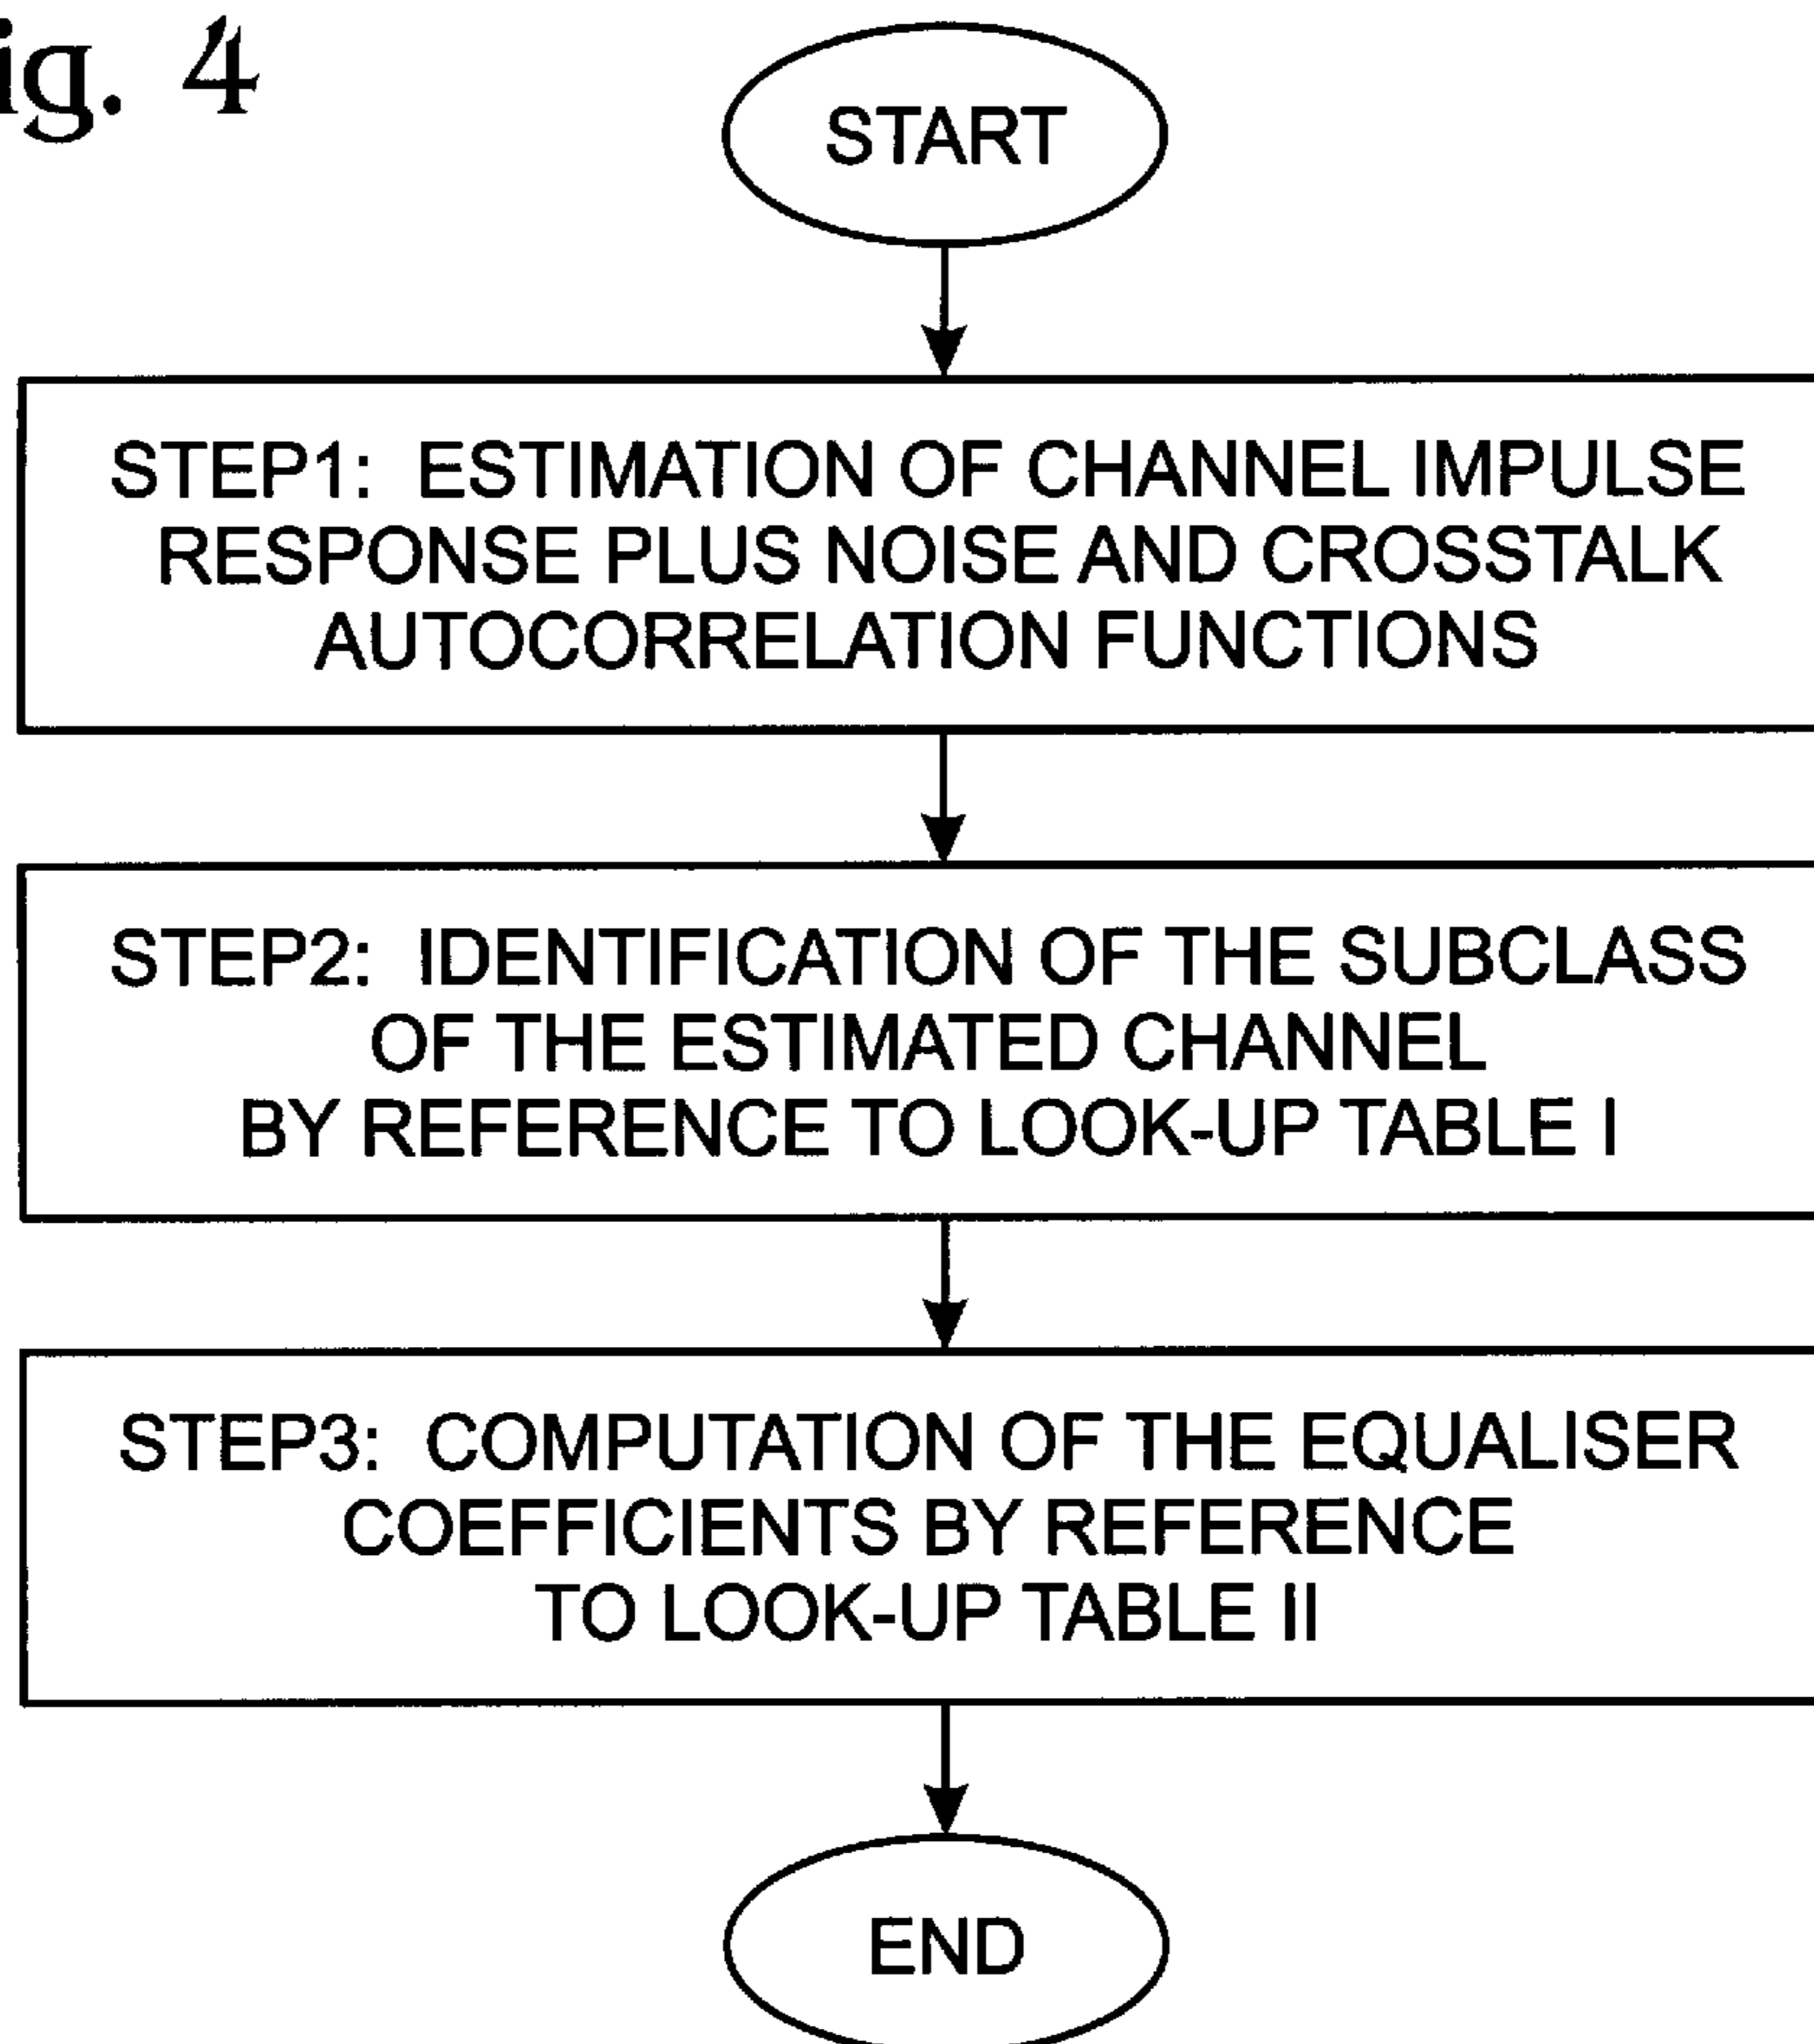 ig. 4
START
STEP1: ESTIMATION OF CHANNEL IMPULSE
RESPONSE PLUS NOISE AND CROSSTALK
AUTOCORRELATION FUNCTIONS
STEP2: IDENTIFICATION OF THE SUBCLASS
OF THE ESTIMATED CHANNEL
BY REFERENCE TO LOOK-UP TABLE I
STEP3: COMPUTATION OF THE EQUALISER
COEFFICIENTS BY REFERENCE
TO LOOK-UP TABLE II
END